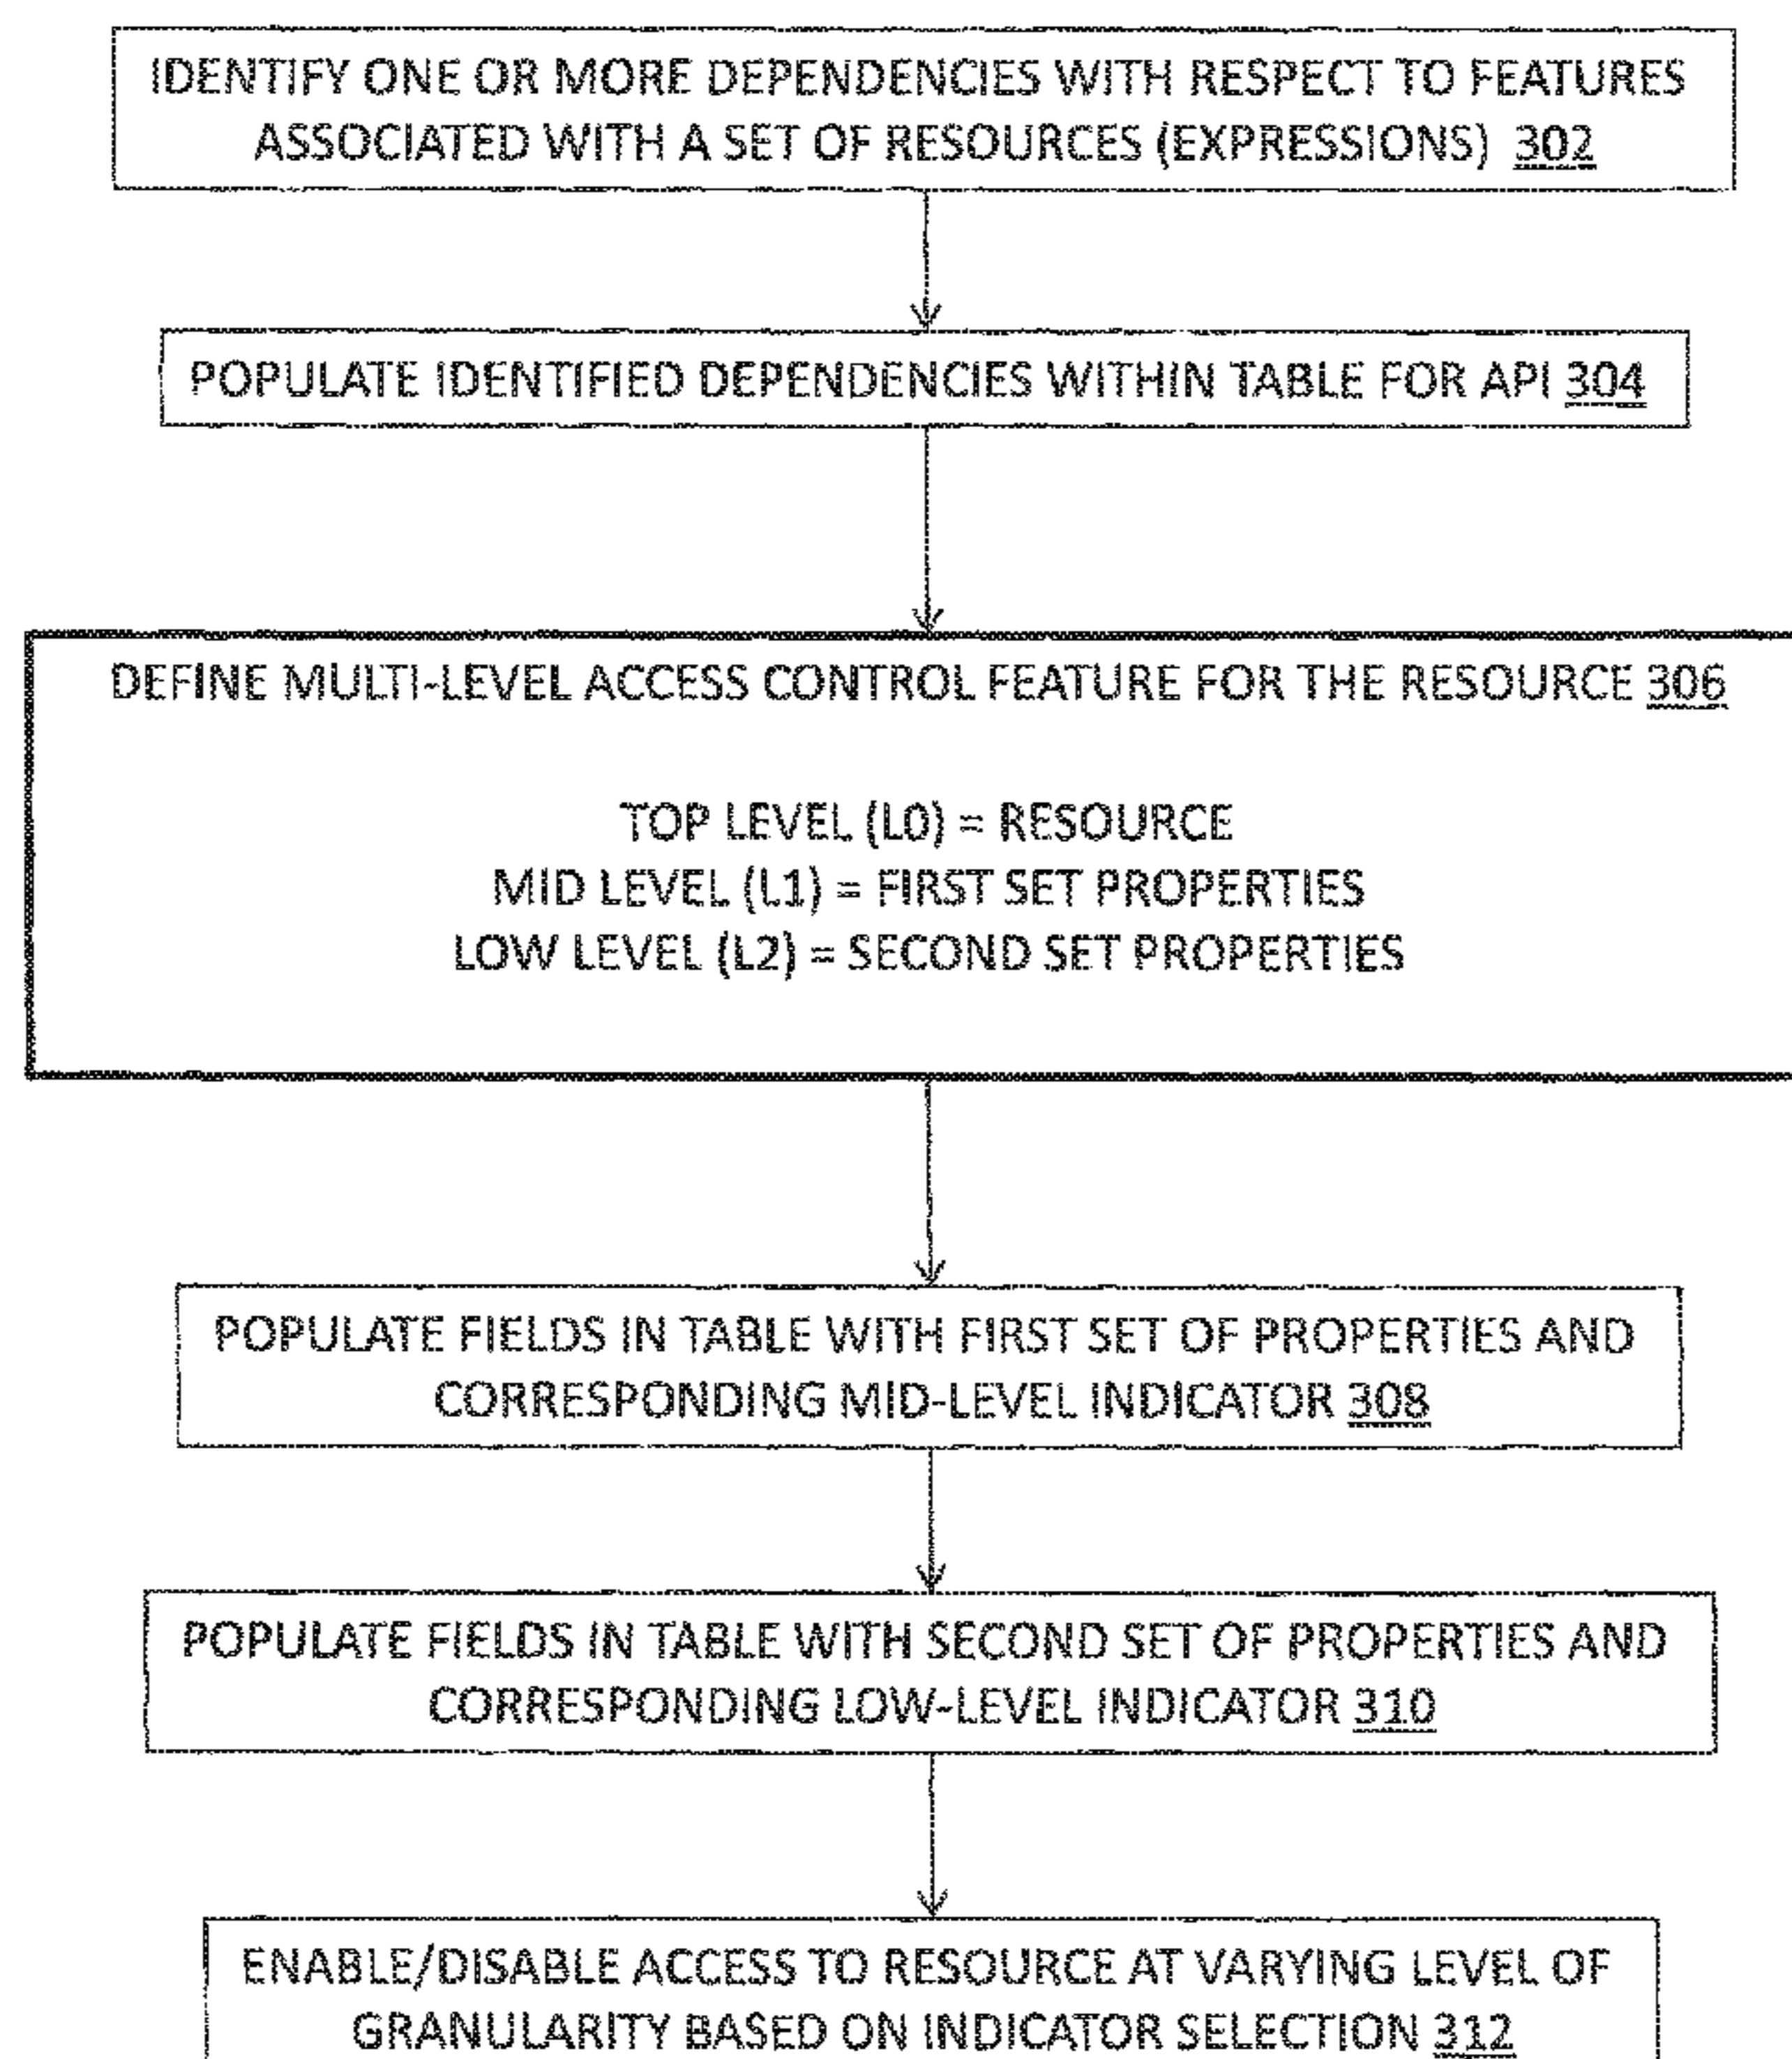 IDENTIFY ONE OR MORE DEPENDENCIES WITH RESPECT TO FEATURES
ASSOCIATED WITH A SET OF RESOURCES (EXPRESSIONS) 302
POPULATE IDENTIFIED DEPENDENCIES WITHIN TABLE FOR API 304
DEFINE MULTI-LEVEL ACCESS CONTROL FEATURE FOR THE RESOURCE 306
TOP LEVEL (L0) = RESOURCE
MID LEVEL (L1) = FIRST SET PROPERTIES
LOW LEVEL (L2) = SECOND SET PROPERTIES
POPULATE FIELDS IN TABLE WITH FIRST SET OF PROPERTIES AND
CORRESPONDING MID-LEVEL INDICATOR 308
POPULATE FIELDS IN TABLE WITH SECOND SET OF PROPERTIES AND
CORRESPONDING LOW-LEVEL INDICATOR 310
ENABLE/DISABLE ACCESS TO RESOURCE AT VARYING LEVEL OF
GRANULARITY BASED ON INDICATOR SELECTION 312